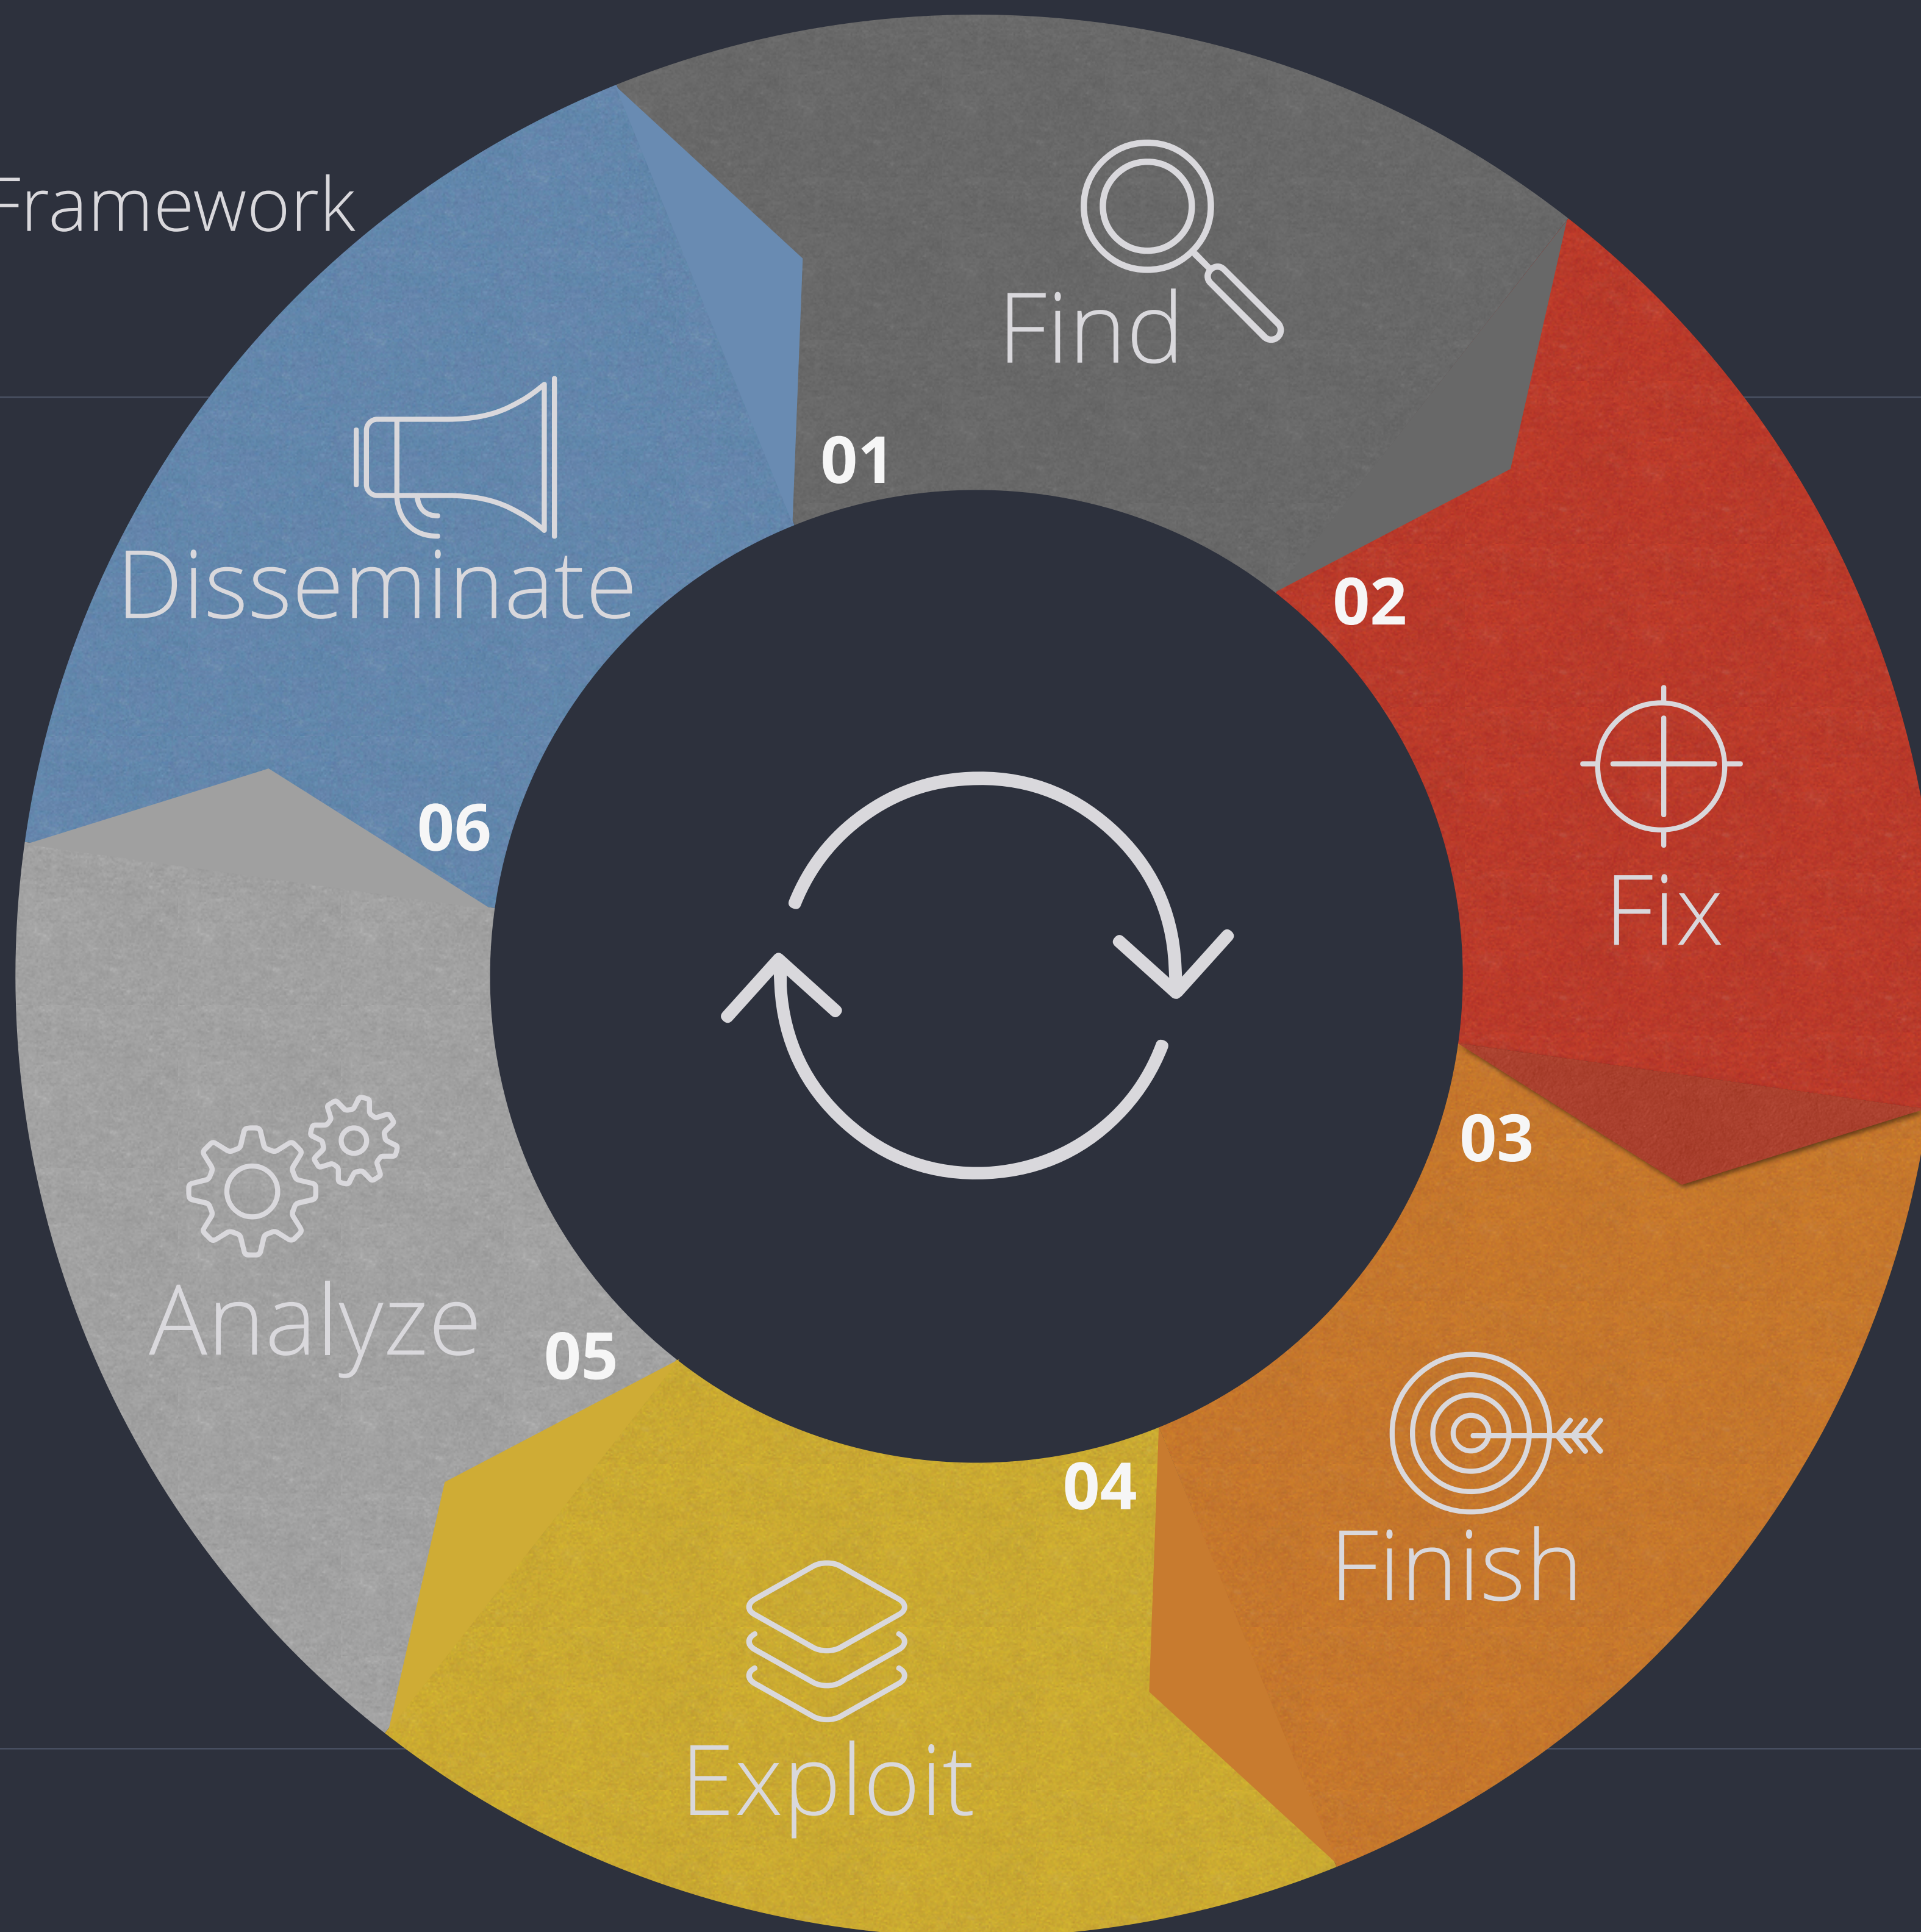 Framework
01
Find
02
Fix
03
Finish
04
Exploit
05
Analyze
06
Disseminate